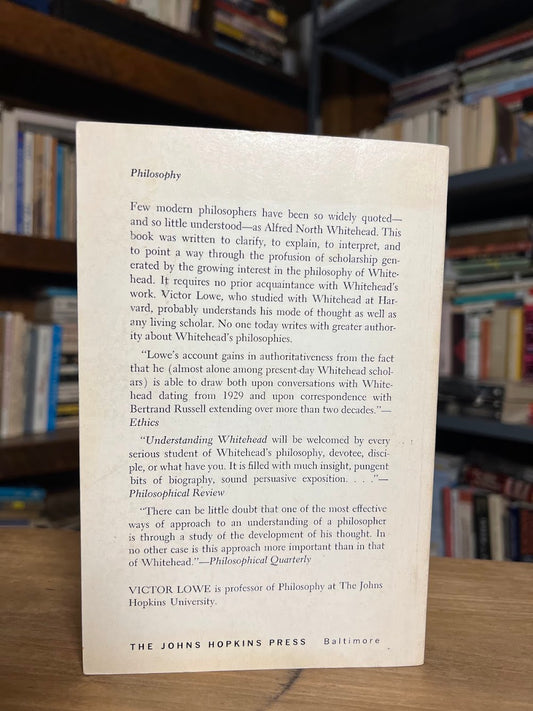 Philosophy
Few modern philosophers have been so widely quoted—
and so little understood—as Alfred North Whitehead. This
book was written to clarify, to explain, to interpret, and
to point a way through the profusion of scholarship gen-
erated by the growing interest in the philosophy of White-
head. It requires no prior acquaintance with Whitehead's
work. Victor Lowe, who studied with Whitehead at Har-
vard, probably understands his mode of thought as well as
any living scholar. No one today writes with greater author-
ity about Whitehead's philosophies.
"Lowe's account gains in authoritativeness from the fact
that he (almost alone among present-day Whitehead schol-
ars) is able to draw both upon conversations with White-
head dating from 1929 and upon correspondence with
Bertrand Russell extending over more than two decades."—
Ethics
"Understanding Whitehead will be welcomed by every
serious student of Whitehead's philosophy, devotee, disci-
ple, or what have you. It is filled with much insight, pungent
bits of biography, sound persuasive exposition. . . ."—
Philosophical Review
"There can be little doubt that one of the most effective
ways of approach to an understanding of a philosopher
is through a study of the development of his thought. In
no other case is this approach more important than in that
of Whitehead."—Philosophical Quarterly
VICTOR LOWE is professor of Philosophy at The Johns
Hopkins University.
THE JOHNS HOPKINS PRESS Baltimore